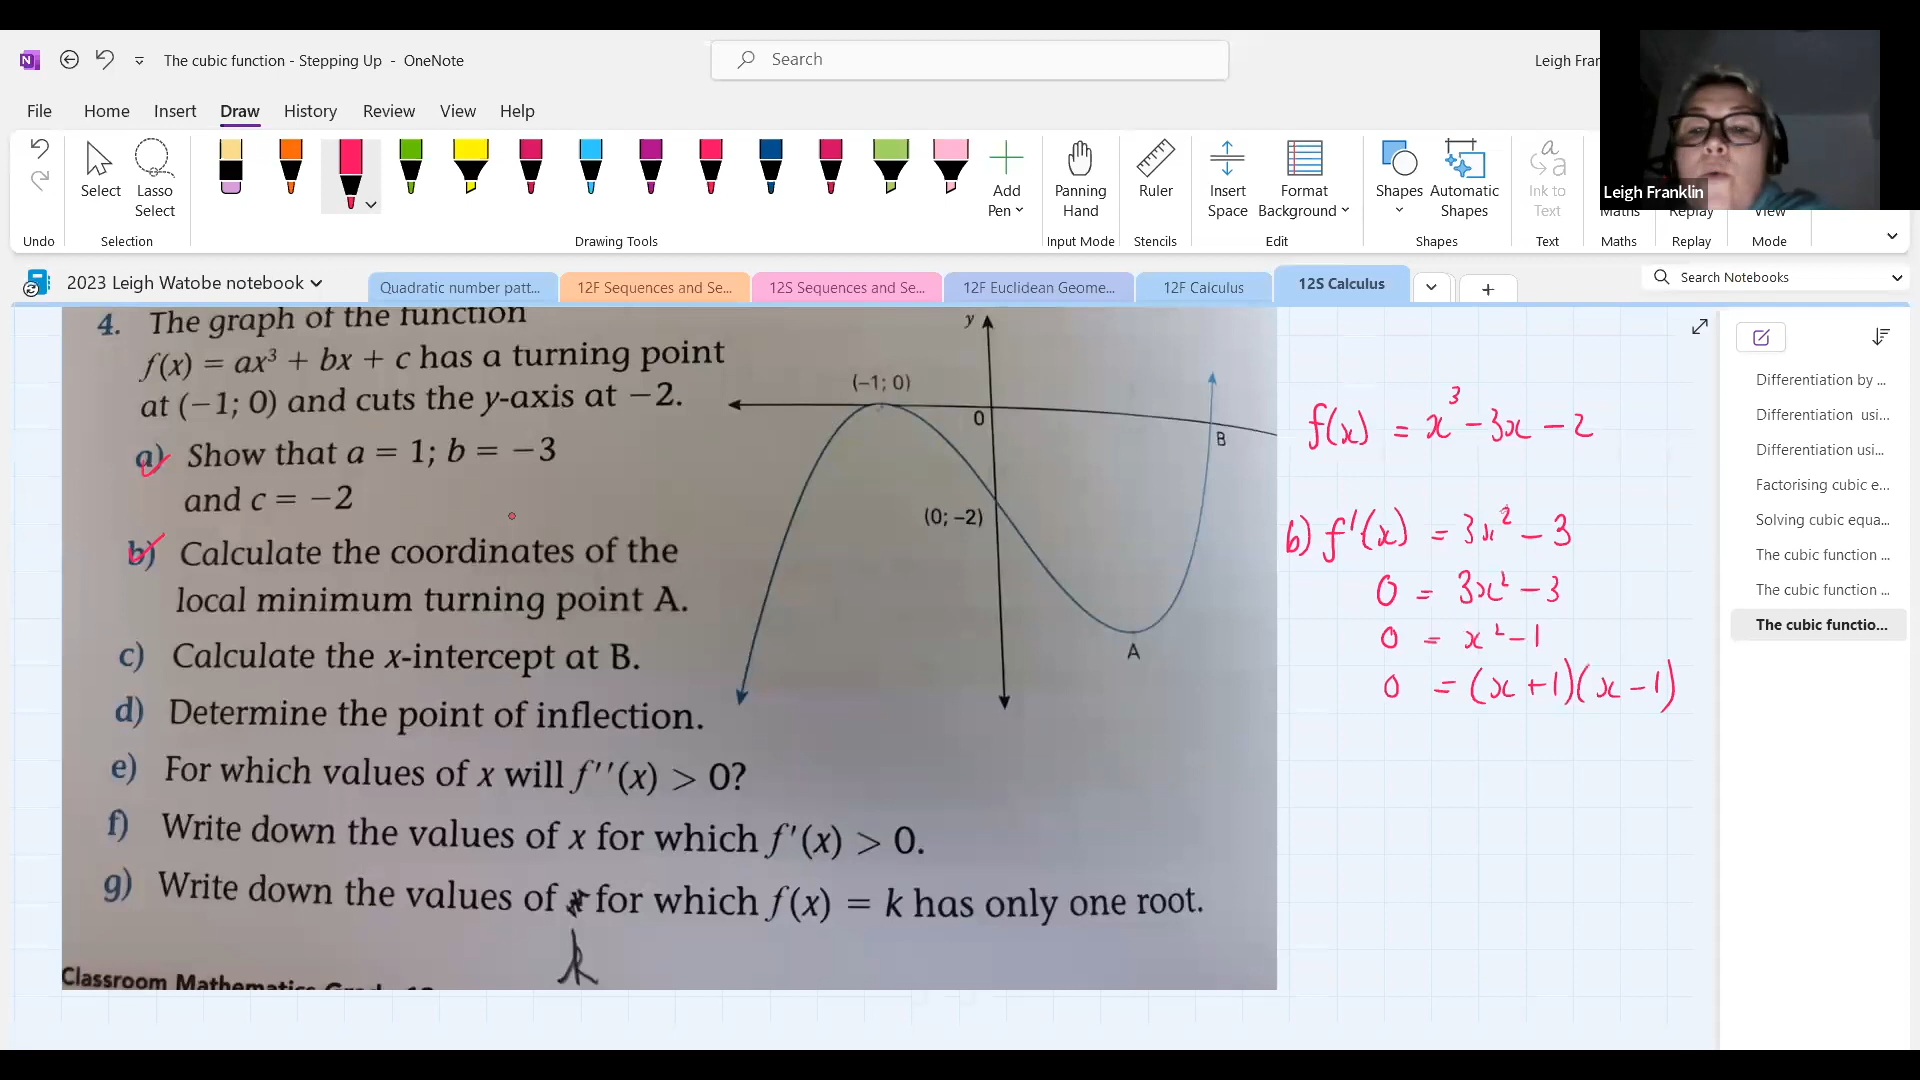 The cubic function - Stepping Up - OneNote
Search
Leigh Fran
File Home Insert Draw History Review View Help
Select
Lasso Select
Add Pen
Panning Hand
Ruler
Insert Space
Format Background
Shapes
Automatic Shapes
Ink to Text
Maths
Replay
View
Leigh Franklin
Undo Selection Drawing Tools Input Mode Stencils Edit Shapes Text Maths Replay Mode
2023 Leigh Watobe notebook
Quadratic number patt... 12F Sequences and Se... 12S Sequences and Se... 12F Euclidean Geome... 12F Calculus 12S Calculus
Search Notebooks
4. The graph of the function
f(x) = ax³ + bx + c has a turning point
at (−1; 0) and cuts the y-axis at −2.
a) Show that a = 1; b = −3
and c = −2
b) Calculate the coordinates of the
local minimum turning point A.
c) Calculate the x-intercept at B.
d) Determine the point of inflection.
e) For which values of x will f''(x) > 0?
f) Write down the values of x for which f'(x) > 0.
g) Write down the values of x for which f(x) = k has only one root.
k
Classroom Mathematics
y
(−1; 0)
0
B
(0; −2)
A
f(x) = x³ − 3x − 2
b) f'(x) = 3x² − 3
0 = 3x² − 3
0 = x² − 1
0 = (x + 1)(x − 1)
Differentiation by ...
Differentiation usi...
Differentiation usi...
Factorising cubic e...
Solving cubic equa...
The cubic function ...
The cubic function ...
The cubic functio...